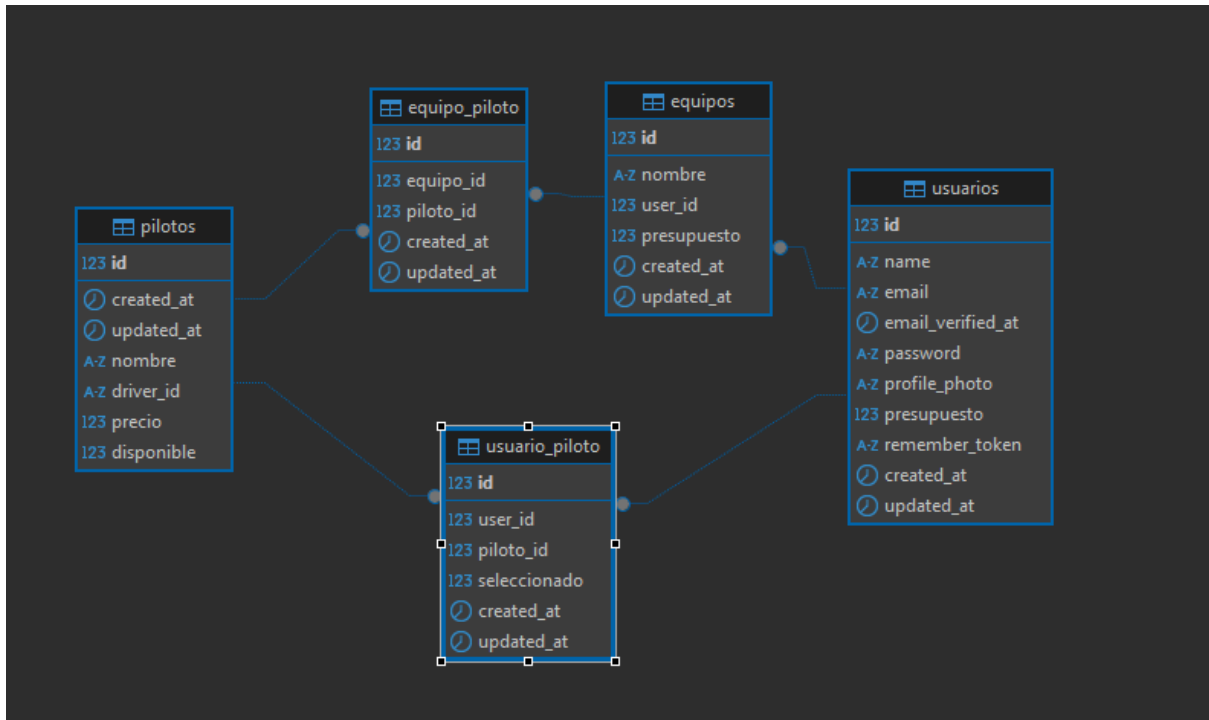 pilotos
123 id
created_at
updated_at
A-Z nombre
A-Z driver_id
123 precio
123 disponible
equipo_piloto
123 id
123 equipo_id
123 piloto_id
created_at
updated_at
equipos
123 id
A-Z nombre
123 user_id
123 presupuesto
created_at
updated_at
usuarios
123 id
A-Z name
A-Z email
email_verified_at
A-Z password
A-Z profile_photo
123 presupuesto
A-Z remember_token
created_at
updated_at
usuario_piloto
123 id
123 user_id
123 piloto_id
123 seleccionado
created_at
updated_at